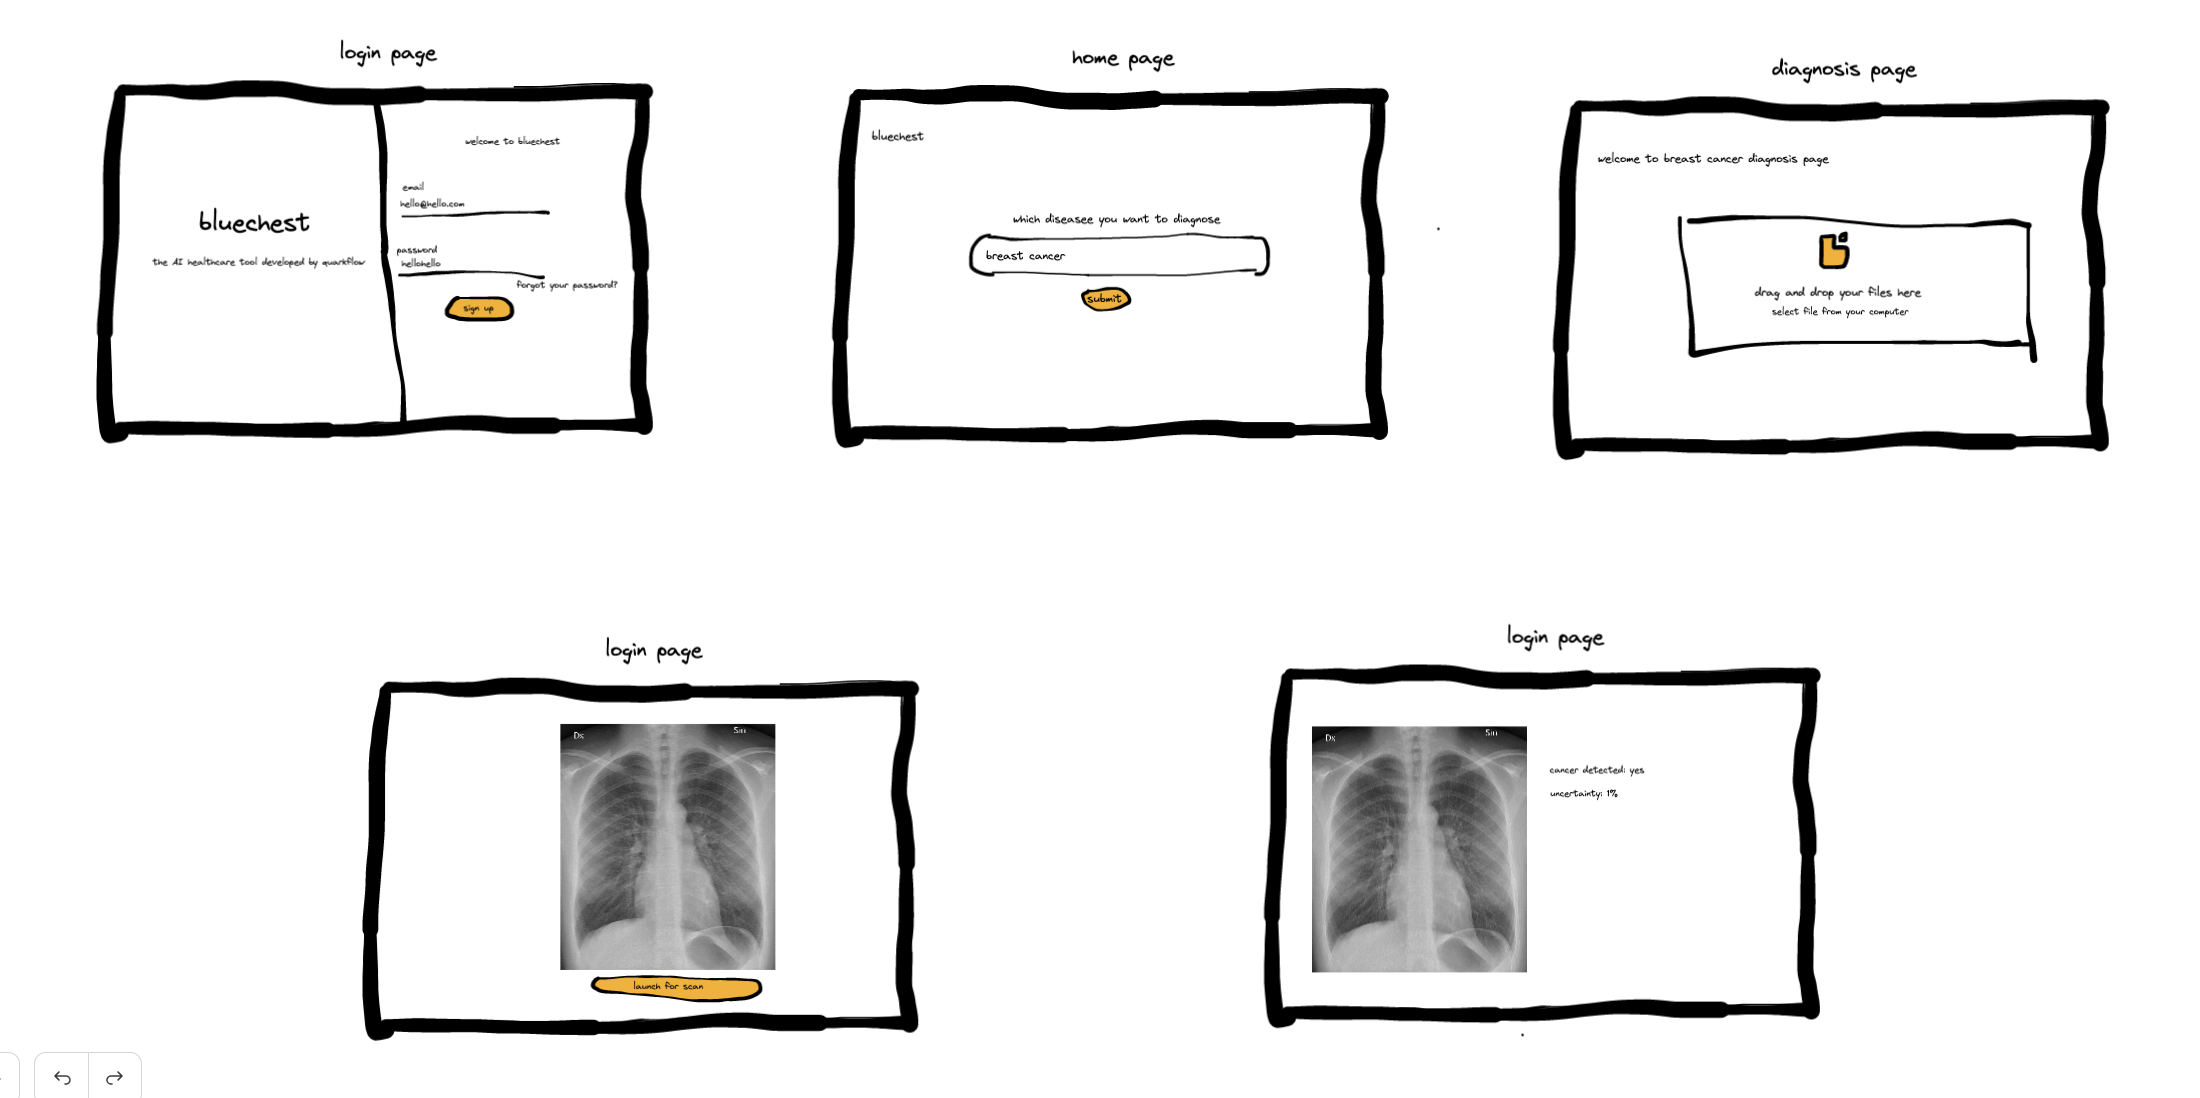 login page
bluechest
the AI healthcare tool developed by quarkflow
welcome to bluechest
email
hello@hello.com
password
hellohello
forgot your password?
sign up
home page
bluechest
which diseasee you want to diagnose
breast cancer
submit
diagnosis page
welcome to breast cancer diagnosis page
drag and drop your files here
select file from your computer
login page
Dx
Sin
launch for scan
login page
Dx
Sin
cancer detected: yes
uncertainty: 1%